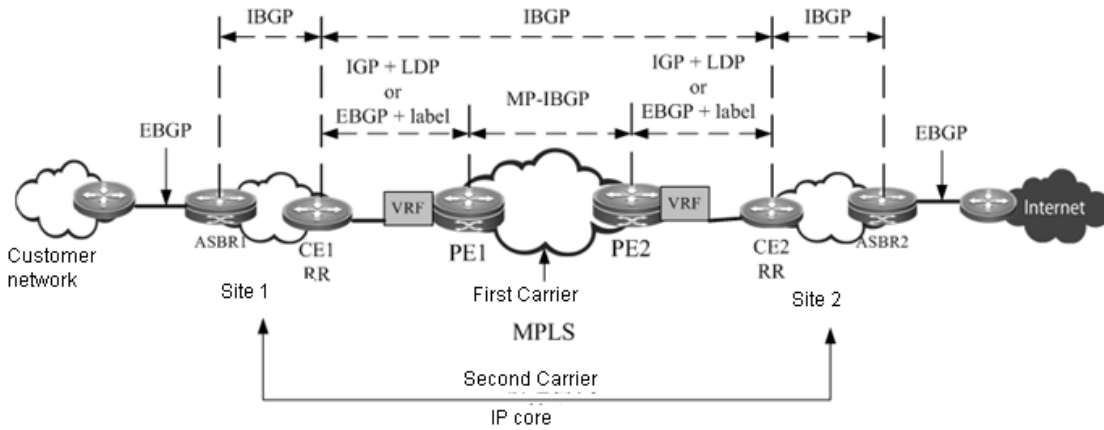 IBGP
IBGP
IBGP
IGP + LDP
or
EBGP + label
MP-IBGP
IGP + LDP
or
EBGP + label
EBGP
EBGP
VRF
VRF
Internet
ASBR1
CE1
RR
PE1
PE2
CE2
RR
ASBR2
Customer
network
Site 1
First Carrier
Site 2
MPLS
Second Carrier
IP core